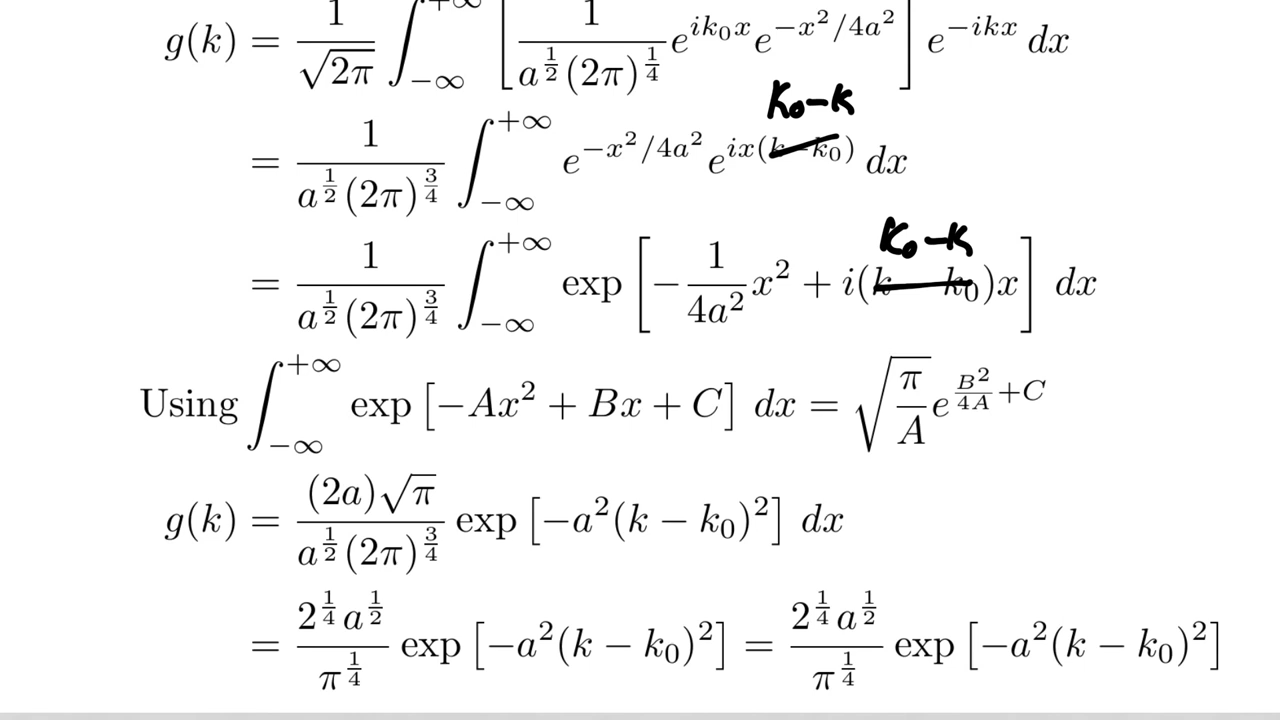 g(k) = \frac{1}{\sqrt{2\pi}} \int_{-\infty}^{+\infty} \left[ \frac{1}{a^{\frac{1}{2}}(2\pi)^{\frac{1}{4}}} e^{ik_0x} e^{-x^2/4a^2} \right] e^{-ikx} dx
k₀-k
= \frac{1}{a^{\frac{1}{2}}(2\pi)^{\frac{3}{4}}} \int_{-\infty}^{+\infty} e^{-x^2/4a^2} e^{ix(k-k_0)} dx
k₀-k
= \frac{1}{a^{\frac{1}{2}}(2\pi)^{\frac{3}{4}}} \int_{-\infty}^{+\infty} \exp \left[ -\frac{1}{4a^2} x^2 + i(k-k_0)x \right] dx
Using \int_{-\infty}^{+\infty} \exp \left[ -Ax^2 + Bx + C \right] dx = \sqrt{\frac{\pi}{A}} e^{\frac{B^2}{4A}+C}
g(k) = \frac{(2a)\sqrt{\pi}}{a^{\frac{1}{2}}(2\pi)^{\frac{3}{4}}} \exp \left[ -a^2(k-k_0)^2 \right] dx
= \frac{2^{\frac{1}{4}} a^{\frac{1}{2}}}{\pi^{\frac{1}{4}}} \exp \left[ -a^2(k-k_0)^2 \right] = \frac{2^{\frac{1}{4}} a^{\frac{1}{2}}}{\pi^{\frac{1}{4}}} \exp \left[ -a^2(k-k_0)^2 \right]